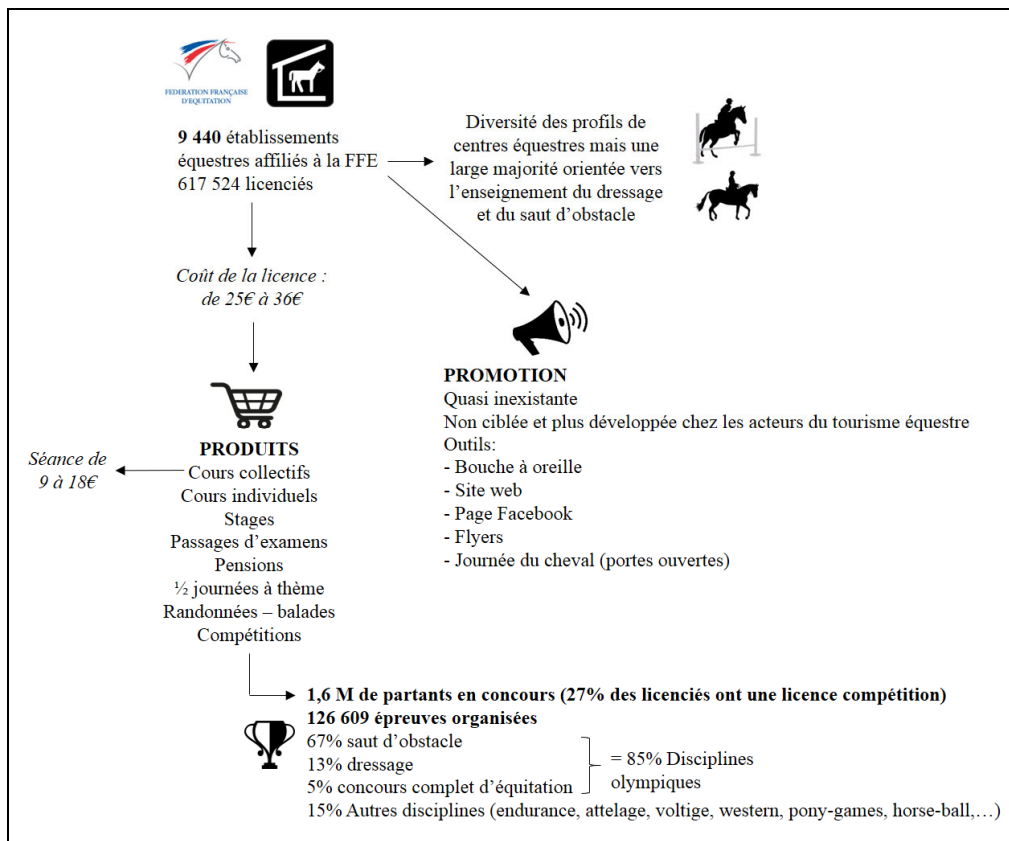 FEDERATION FRANÇAISE
D'EQUITATION
9 440 établissements
équestres affiliés à la FFE
617 524 licenciés
Diversité des profils de
centres équestres mais une
large majorité orientée vers
l'enseignement du dressage
et du saut d'obstacle
Coût de la licence :
de 25€ à 36€
PROMOTION
Quasi inexistante
Non ciblée et plus développée chez les acteurs du tourisme équestre
Outils:
- Bouche à oreille
- Site web
- Page Facebook
- Flyers
- Journée du cheval (portes ouvertes)
PRODUITS
Cours collectifs
Cours individuels
Stages
Passages d'examens
Pensions
½ journées à thème
Randonnées – balades
Compétitions
Séance de
9 à 18€
1,6 M de partants en concours (27% des licenciés ont une licence compétition)
126 609 épreuves organisées
67% saut d'obstacle
13% dressage
5% concours complet d'équitation
= 85% Disciplines
olympiques
15% Autres disciplines (endurance, attelage, voltige, western, pony-games, horse-ball,…)